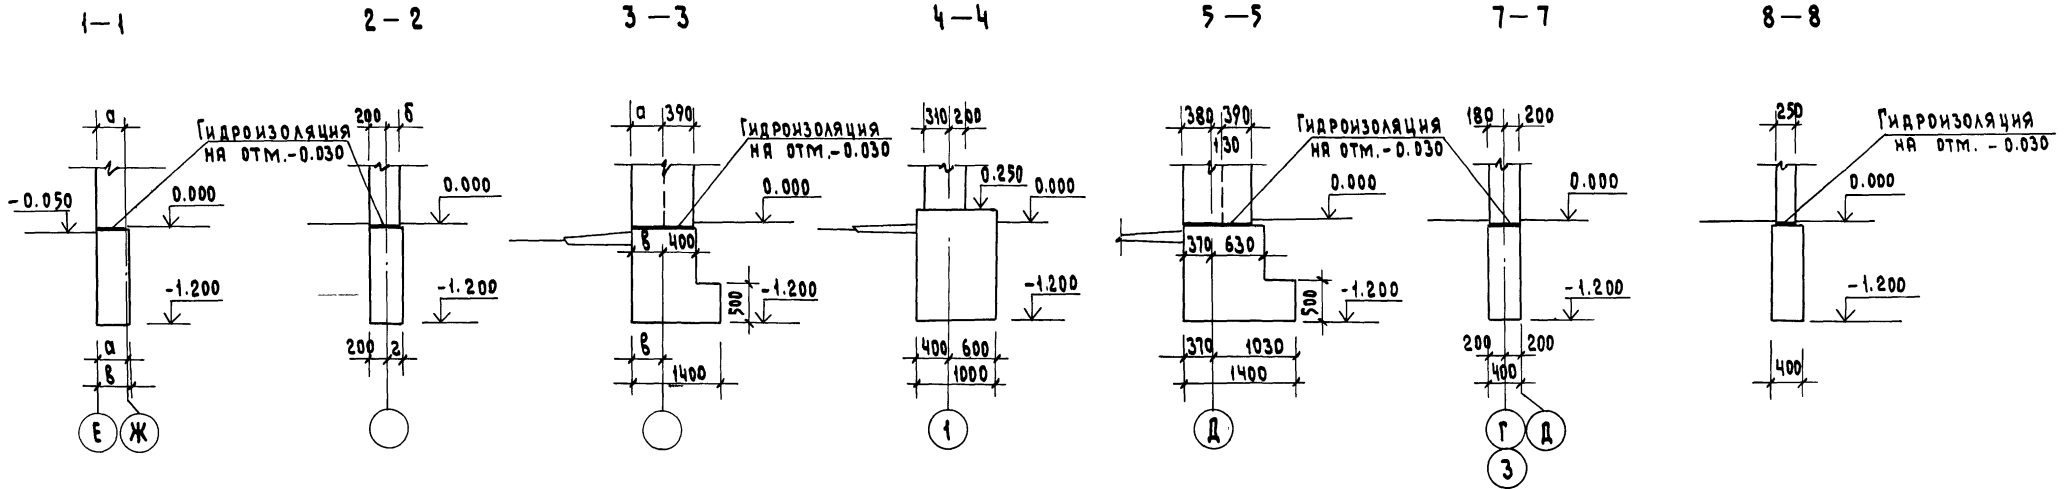 1—1
2—2
3—3
4—4
5—5
7—7
8—8
а
Гидроизоляция
на отм.-0.030
-0.050
0.000
-1.200
а
в
Е
Ж
200
б
0.000
-1.200
200
г
а
390
Гидроизоляция
на отм.-0.030
0.000
в
400
500
-1.200
в
1400
310
200
0.250
0.000
-1.200
400
600
1000
1
380
390
130
Гидроизоляция
на отм.-0.030
0.000
370
630
500
-1.200
370
1030
1400
Д
180
200
0.000
-1.200
200
200
400
Г
Д
З
250
Гидроизоляция
на отм. -0.030
0.000
-1.200
400